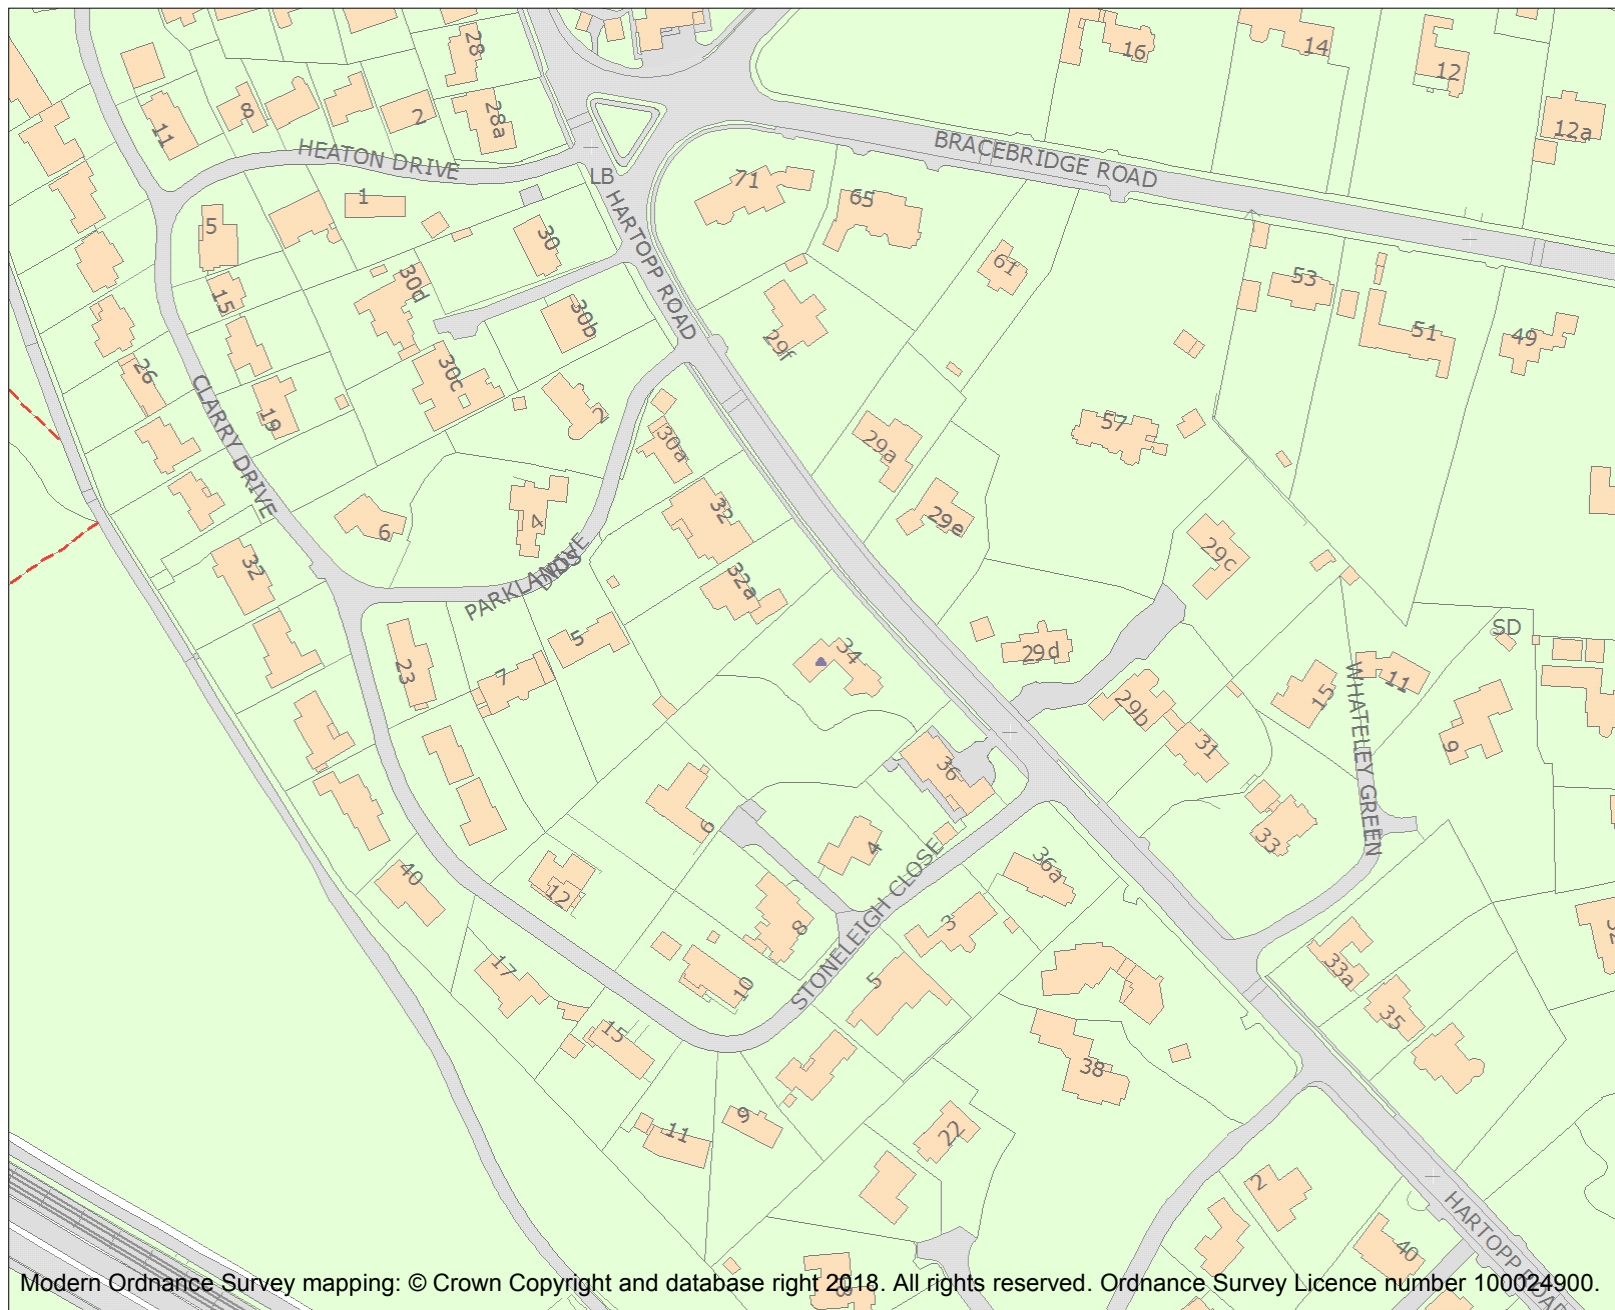 28
16
14
12
12a
11
8
2
28a
HEATON DRIVE
BRACEBRIDGE ROAD
LB
71
65
1
5
30
HARTOPP ROAD
61
53
15
30d
30b
29f
51
49
26
30c
2
57
19
30a
29a
CLARRY DRIVE
32
29e
6
4
29c
32
PARKLANDS
DRIVE
32a
5
34
29d
SD
23
7
29b
15
11
WHATELEY GREEN
31
9
36
6
4
33
40
12
36a
STONELEIGH CLOSE
8
3
17
10
5
33a
35
15
38
11
9
22
2
HARTOPP ROAD
40
8
Modern Ordnance Survey mapping: © Crown Copyright and database right 2018. All rights reserved. Ordnance Survey Licence number 100024900.